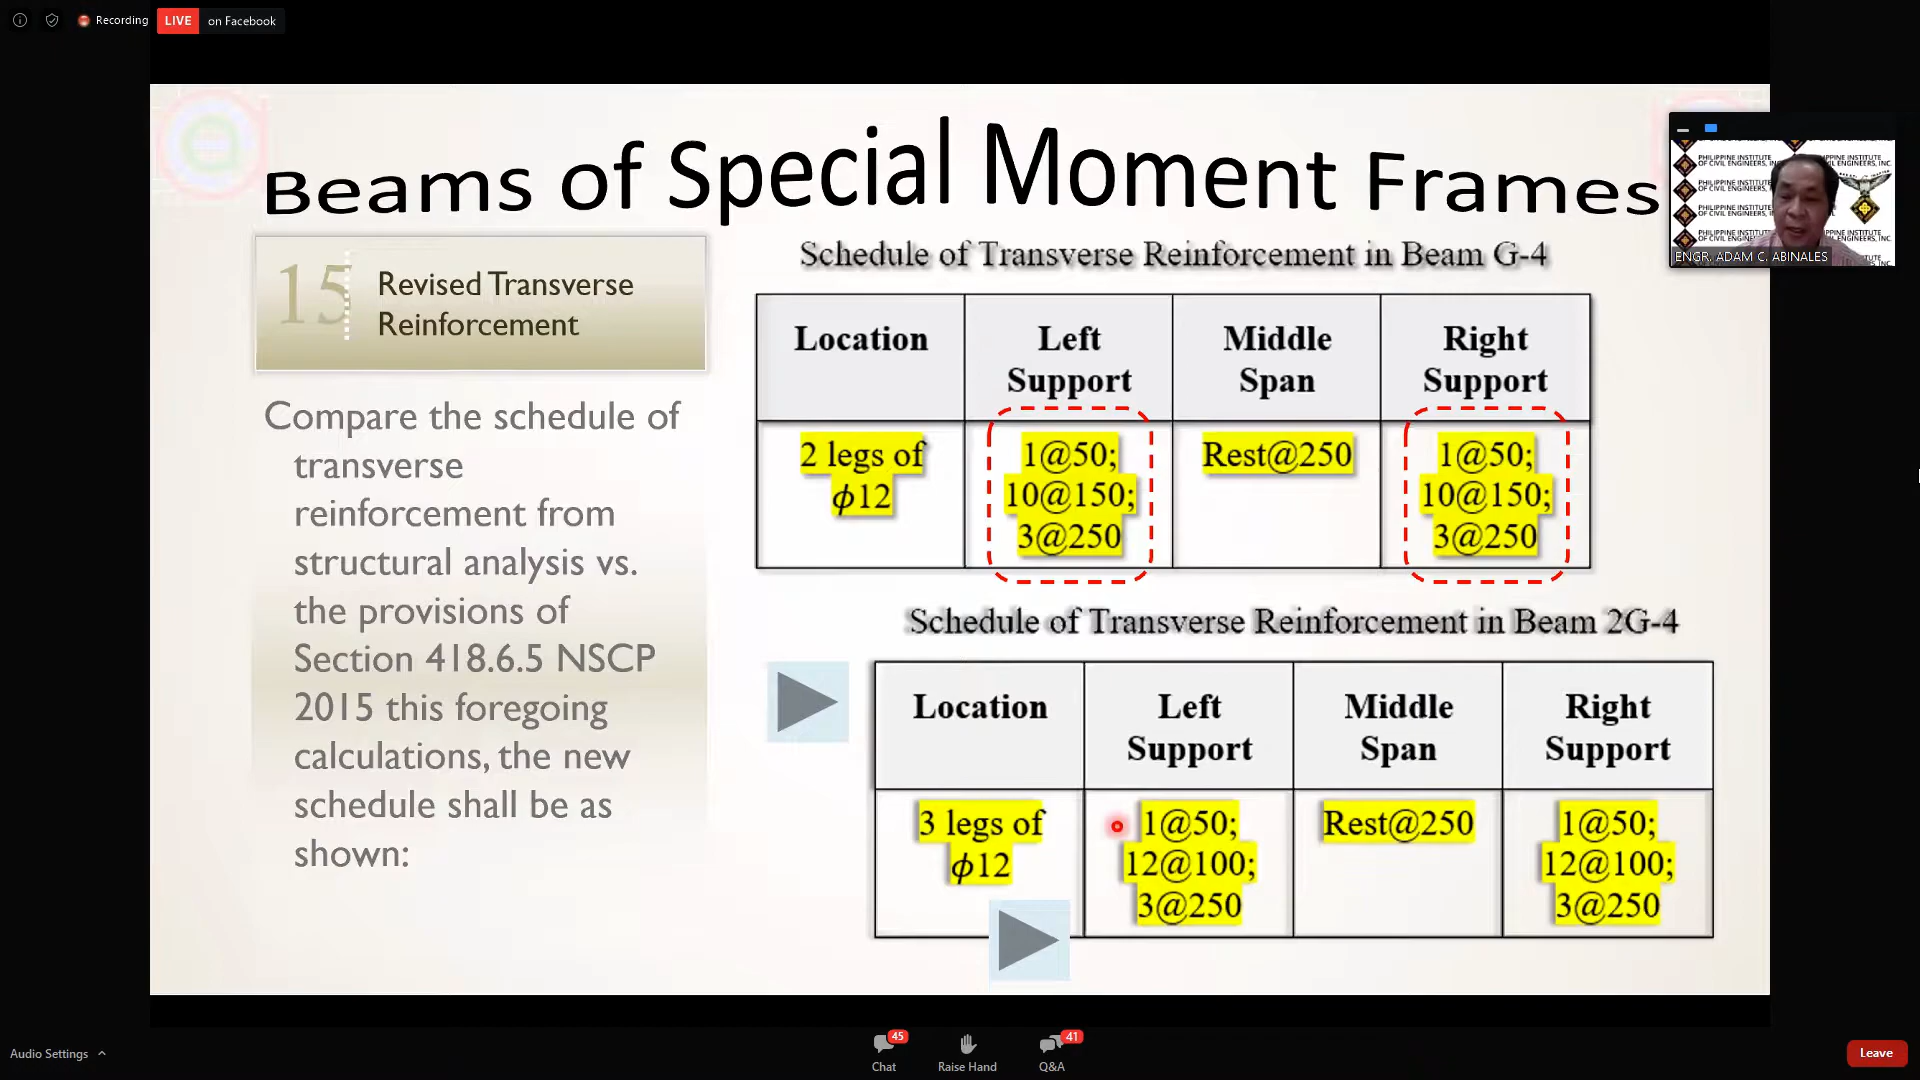 Recording
LIVE on Facebook
Beams of Special Moment Frames
15
Revised Transverse
Reinforcement
Compare the schedule of
transverse
reinforcement from
structural analysis vs.
the provisions of
Section 418.6.5 NSCP
2015 this foregoing
calculations, the new
schedule shall be as
shown:
Schedule of Transverse Reinforcement in Beam G-4
Location
Left
Support
Middle
Span
Right
Support
2 legs of
ϕ12
1@50;
10@150;
3@250
Rest@250
1@50;
10@150;
3@250
Schedule of Transverse Reinforcement in Beam 2G-4
Location
Left
Support
Middle
Span
Right
Support
3 legs of
ϕ12
1@50;
12@100;
3@250
Rest@250
1@50;
12@100;
3@250
PHILIPPINE INSTITUTE
OF CIVIL ENGINEERS, INC.
ENGR. ADAM C. ABINALES
Audio Settings
45
Chat
Raise Hand
41
Q&A
Leave